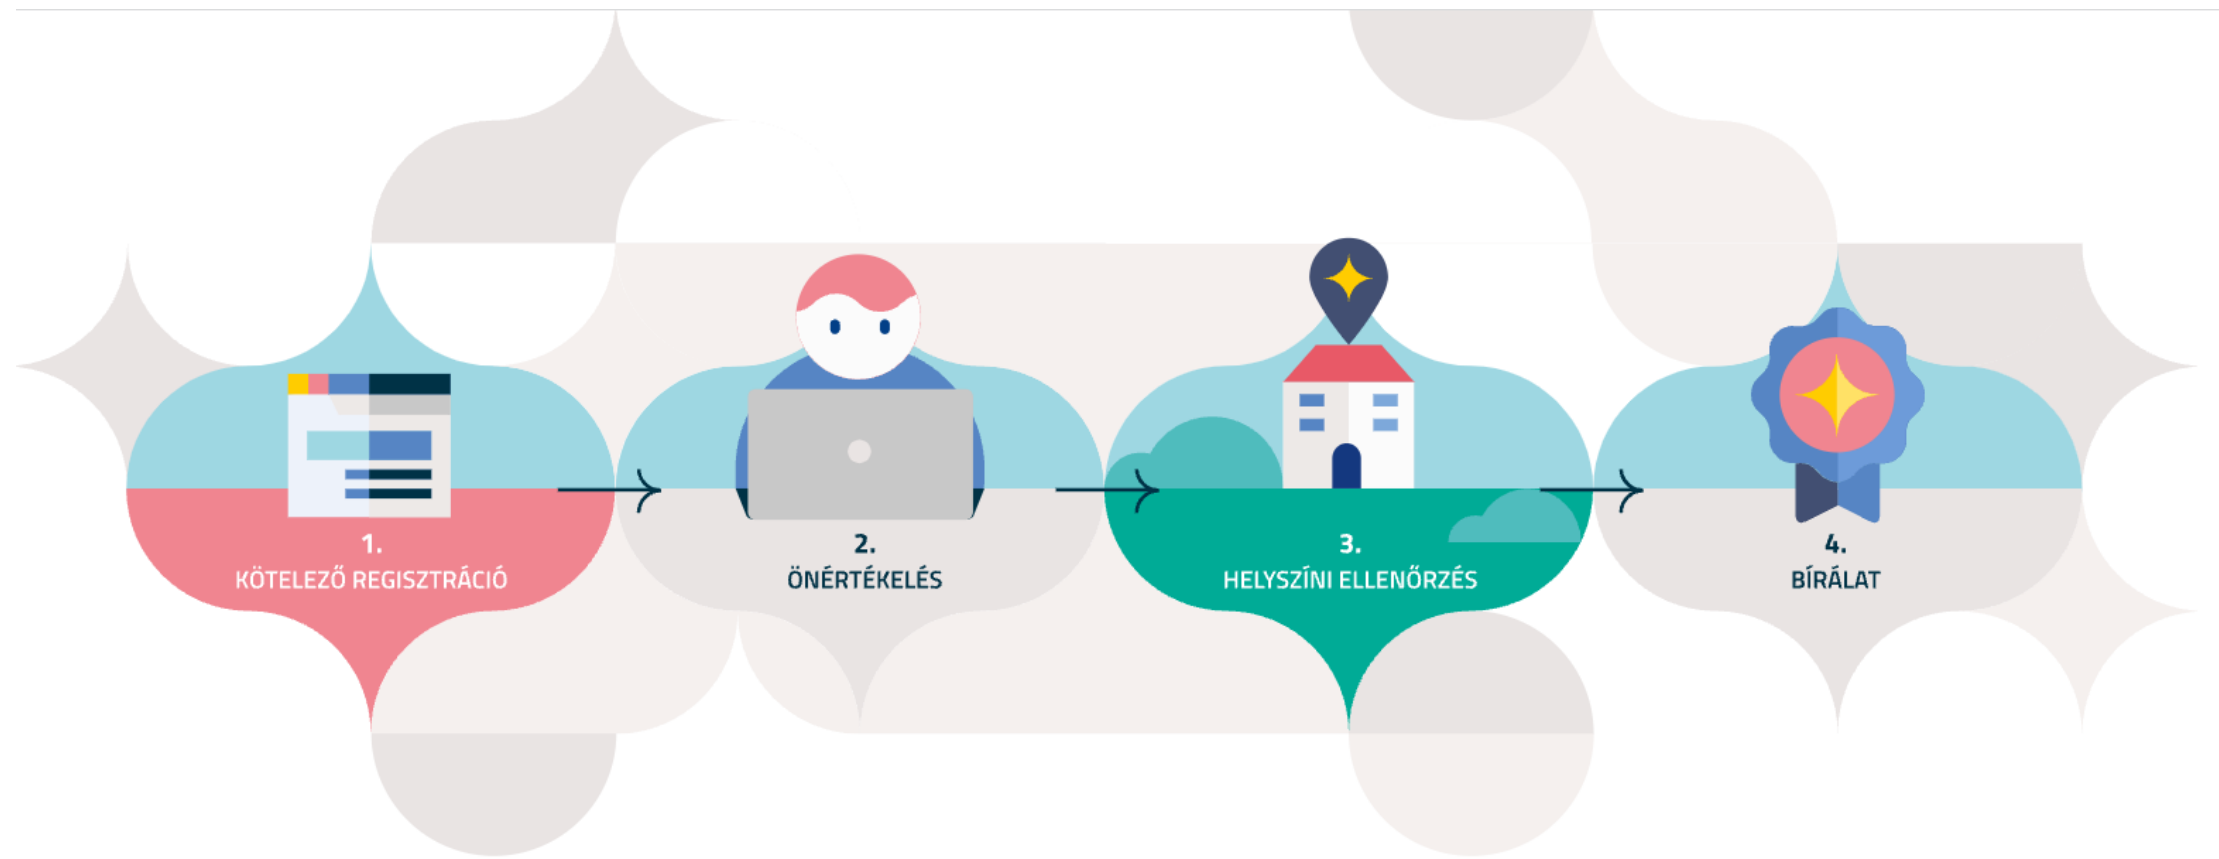 1.
KÖTELEZŐ REGISZTRÁCIÓ
2.
ÖNÉRTÉKELÉS
3.
HELYSZÍNI ELLENŐRZÉS
4.
BÍRÁLAT